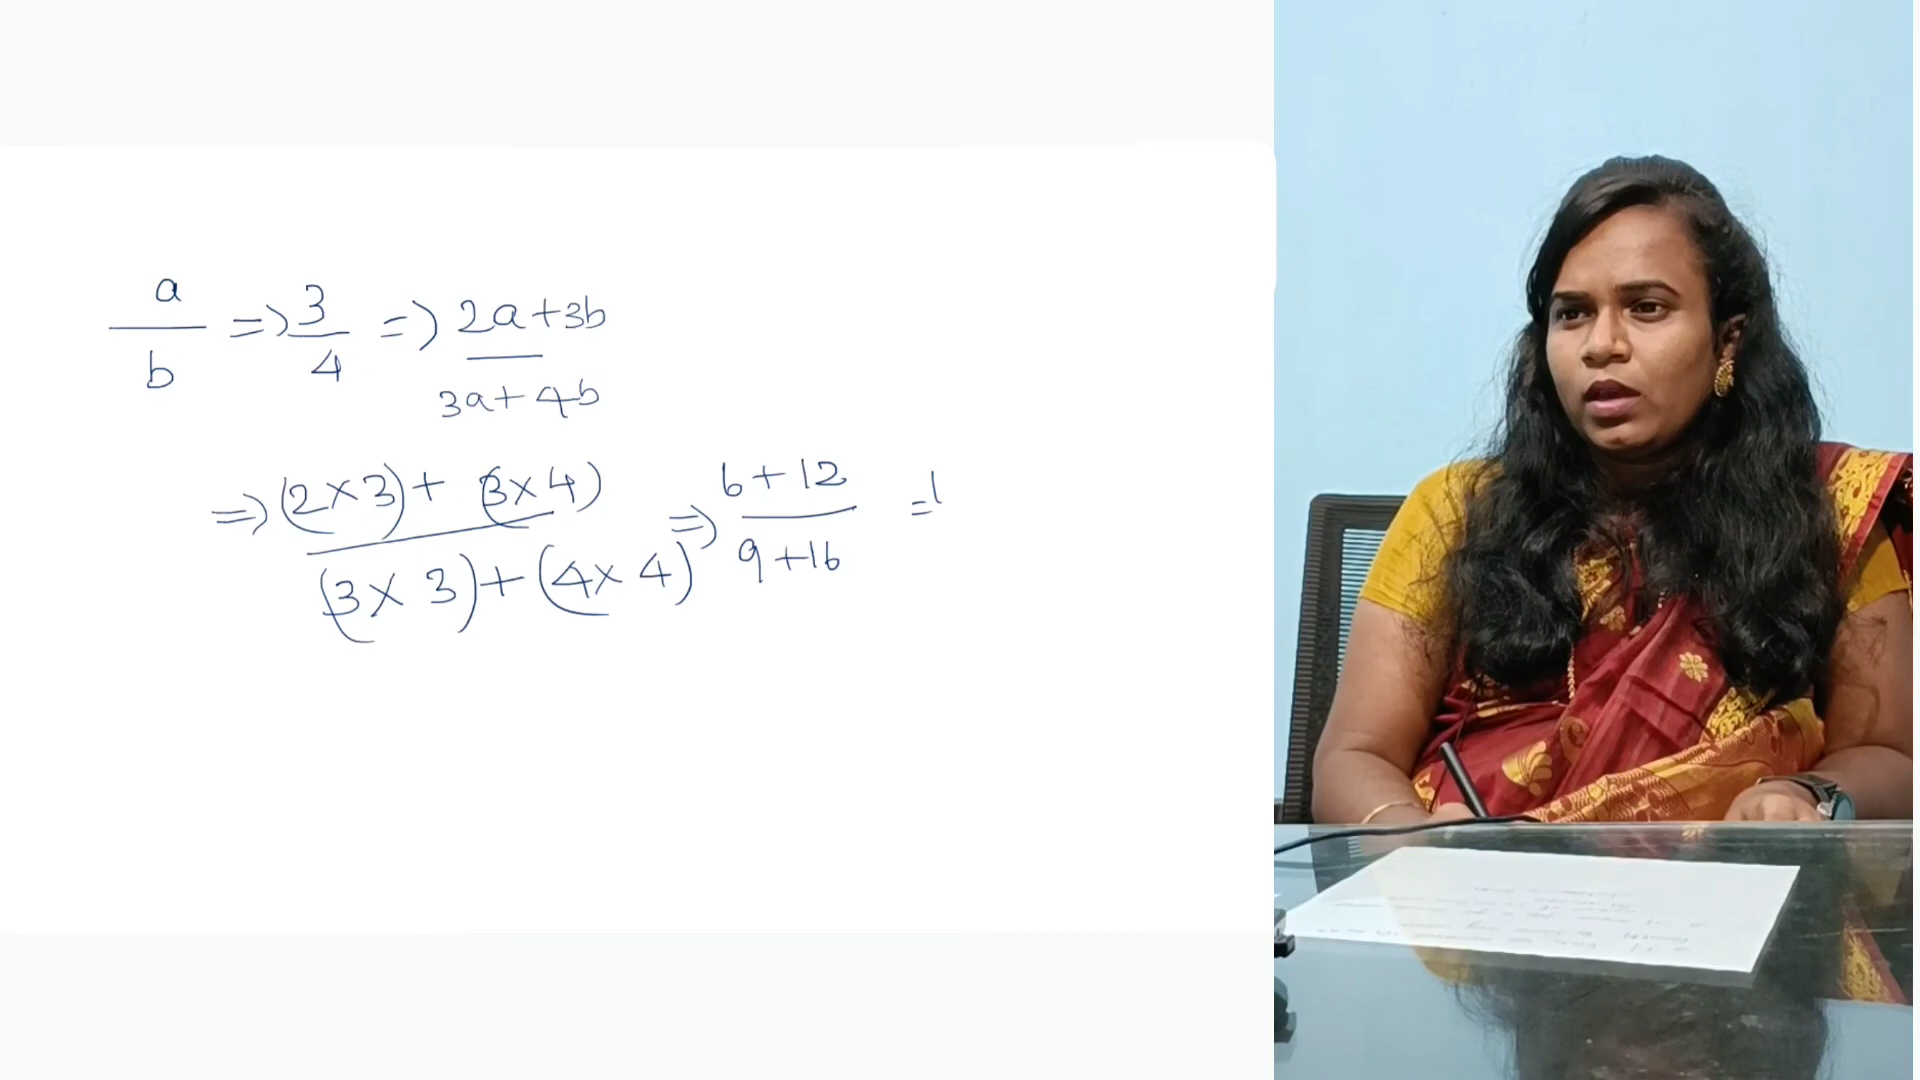 a/b => 3/4 => 2a+3b/3a+4b
=> (2×3)+(3×4)/(3×3)+(4×4) => 6+12/9+16 =1